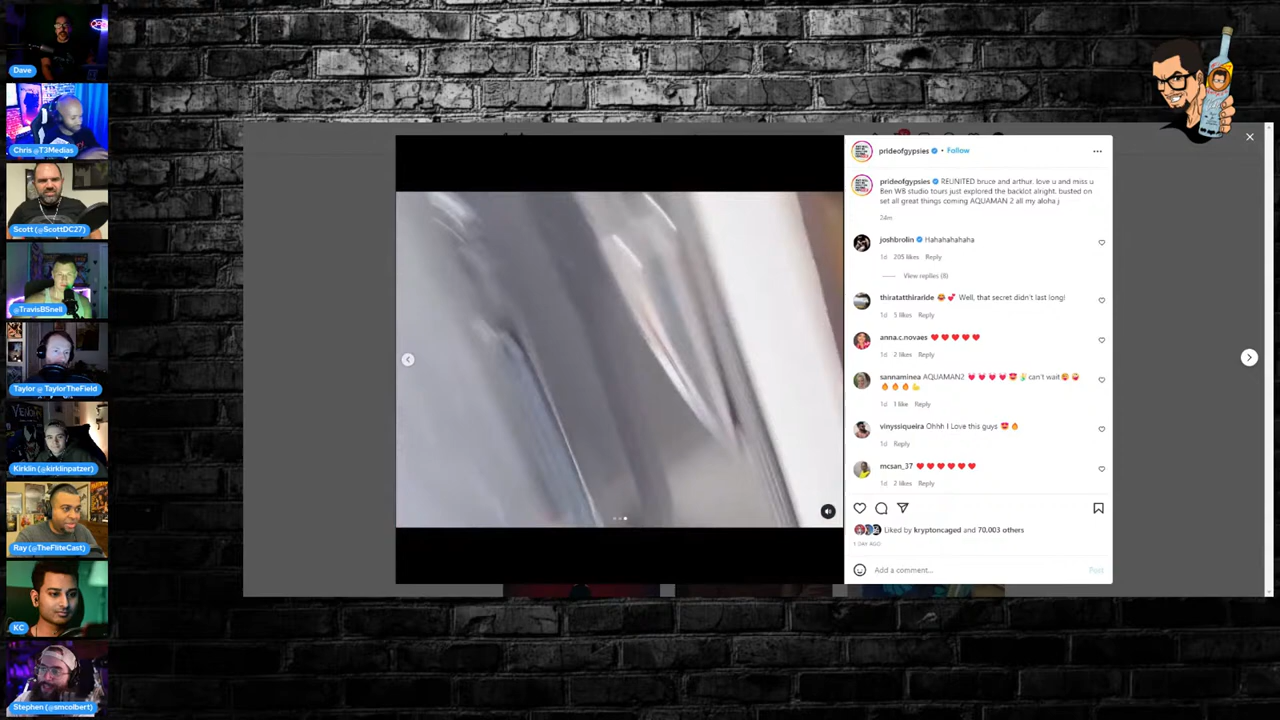 Dave
Chris @T3Medias
Scott (@ScottDC27)
@TravisBSnell
Taylor @ TaylorTheField
Kirklin (@kirklinpatzer)
Ray (@TheFliteCast)
KC
Stephen (@smcolbert)
prideofgypsies • Follow
prideofgypsies REUNITED bruce and arthur. love u and miss u
Ben WB studio tours just explored the backlot alright. busted on
set all great things coming AQUAMAN 2 all my aloha j
24m
joshbrolin Hahahahahaha
1d 205 likes Reply
View replies (8)
thiratatthiraride 😂 💕 Well, that secret didn't last long!
1d 5 likes Reply
anna.c.novaes ❤️❤️❤️❤️❤️
1d 2 likes Reply
sannaminea AQUAMAN2 can't wait
1d 1 like Reply
vinyssiqueira Ohhh I Love this guys 😍 🔥
1d Reply
mcsan_37 ❤️❤️❤️❤️❤️❤️
1d 2 likes Reply
Liked by kryptoncaged and 70,003 others
1 DAY AGO
Add a comment... Post